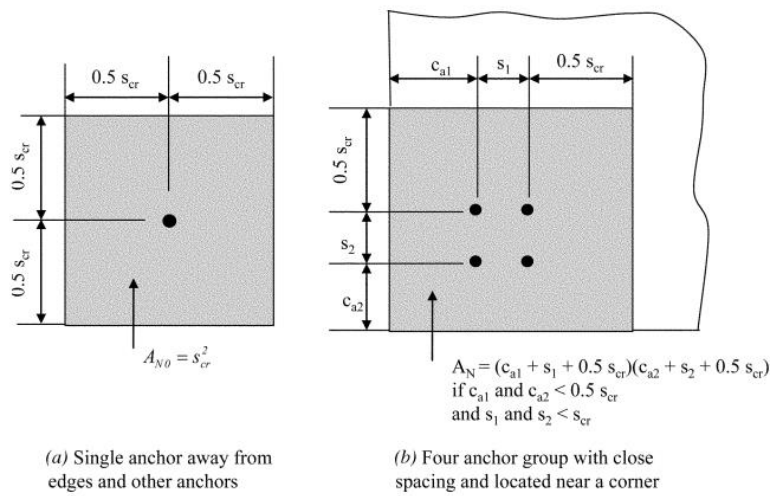 0.5 s_cr
0.5 s_cr
0.5 s_cr
0.5 s_cr
A_N0 = s_cr^2
c_a1
s_1
0.5 s_cr
0.5 s_cr
s_2
c_a2
A_N = (c_a1 + s_1 + 0.5 s_cr)(c_a2 + s_2 + 0.5 s_cr)
if c_a1 and c_a2 < 0.5 s_cr
and s_1 and s_2 < s_cr
(a) Single anchor away from
edges and other anchors
(b) Four anchor group with close
spacing and located near a corner